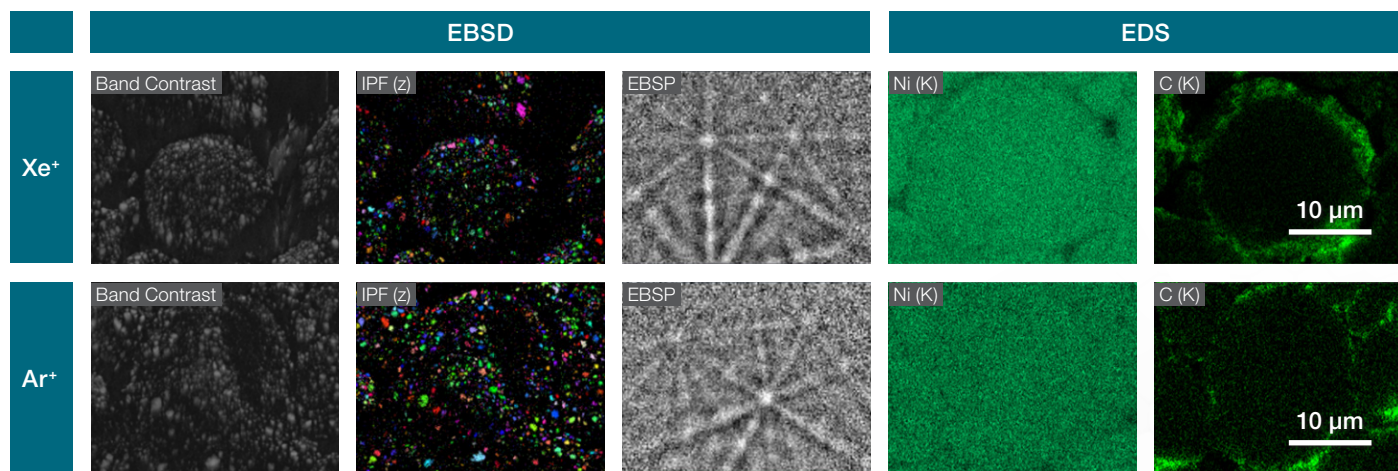 EBSD
EDS
Xe⁺
Band Contrast
IPF (z)
EBSP
Ni (K)
C (K)
10 µm
Ar⁺
Band Contrast
IPF (z)
EBSP
Ni (K)
C (K)
10 µm